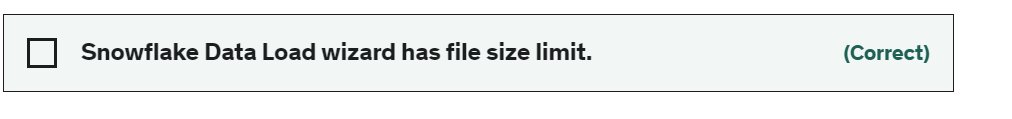 Snowflake Data Load wizard has file size limit. (Correct)